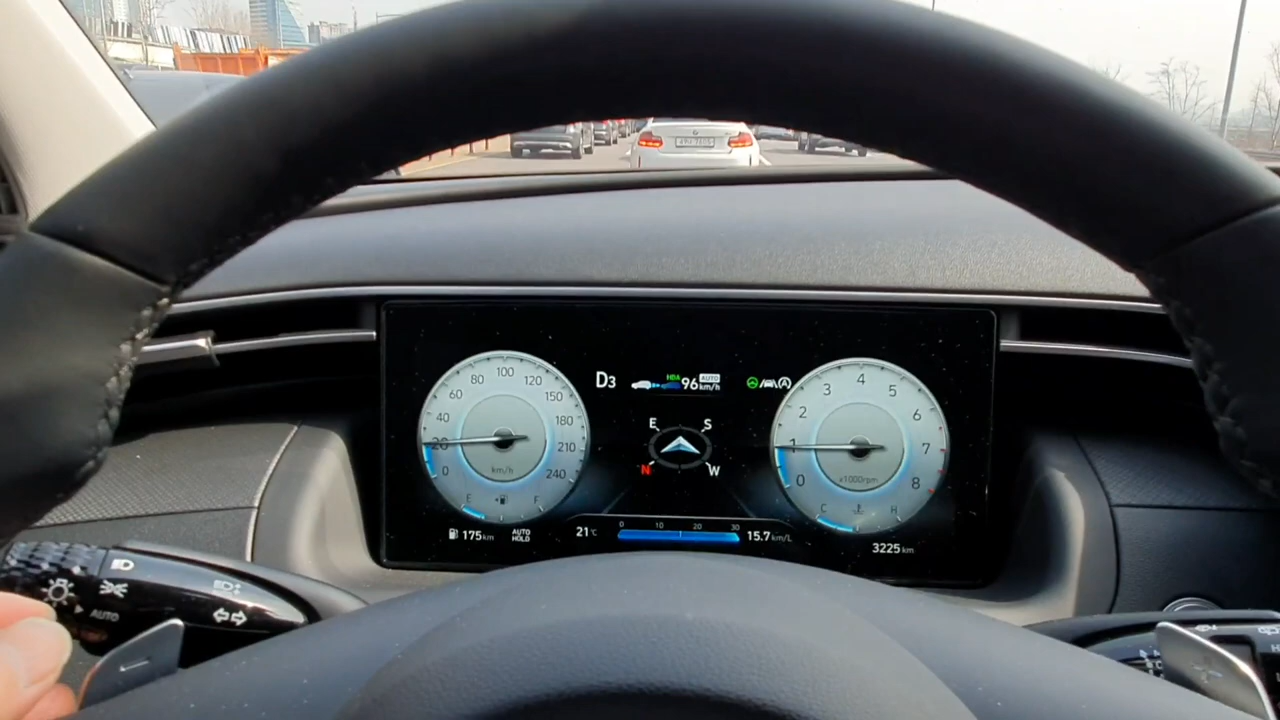 80 100 120
60 150
40 180
20 210
0 240
km/h
E F
175km
AUTO
HOLD
D3
HDA
96 AUTO
km/h
E S
N W
21℃
0 10 20 30
15.7km/L
3 4 5
2 6
1 7
0 8
x1000rpm
C H
3225 km
AUTO